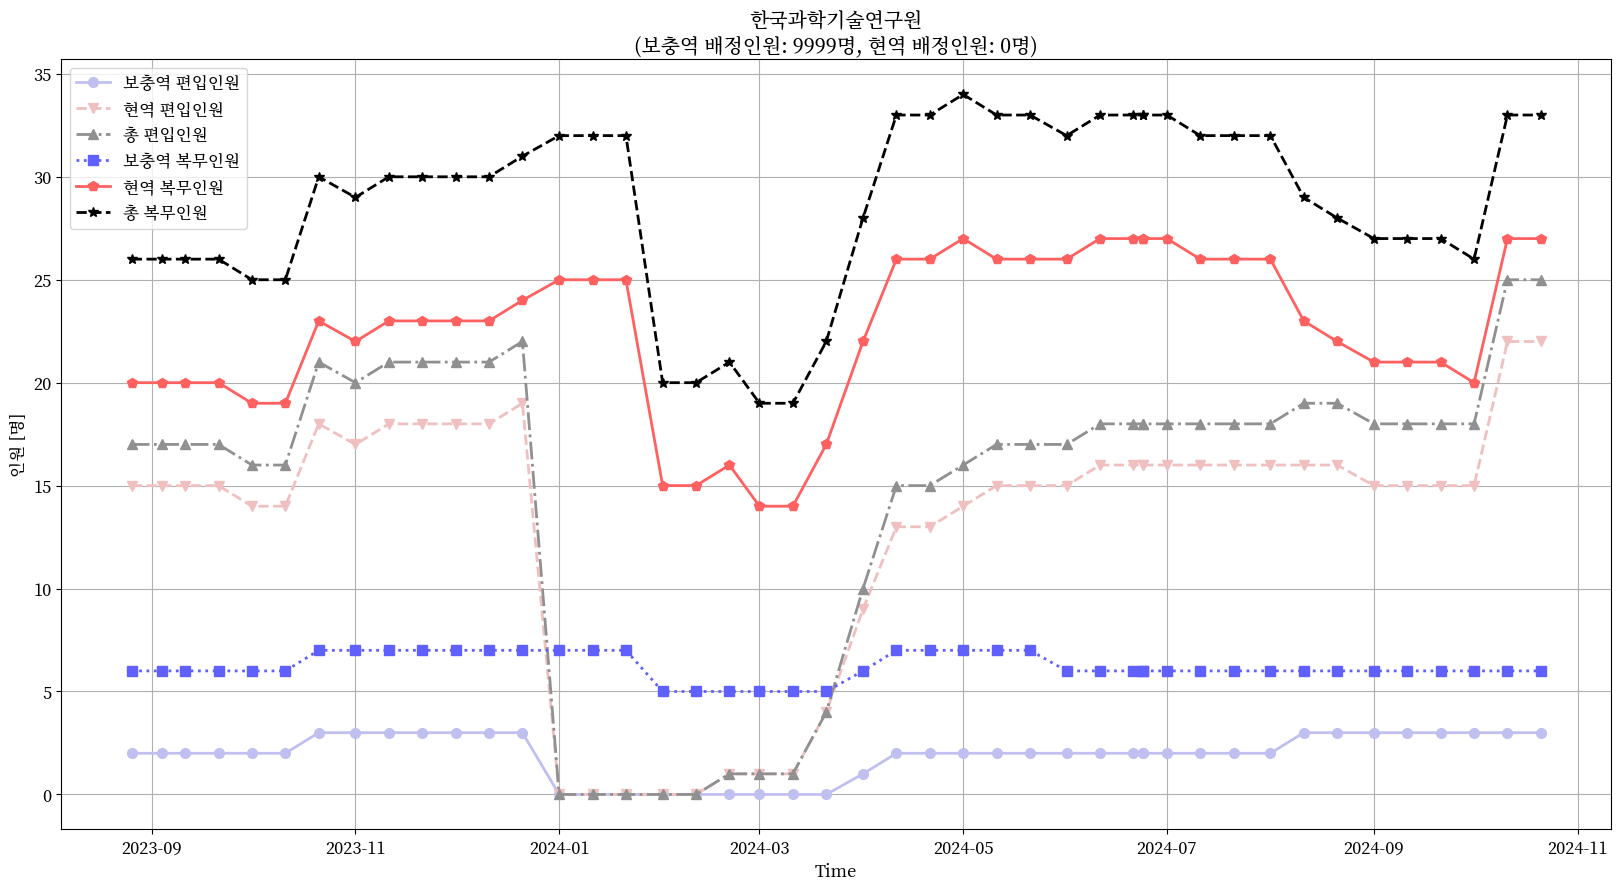 한국과학기술연구원
(보충역 배정인원: 9999명, 현역 배정인원: 0명)
보충역 편입인원
현역 편입인원
총 편입인원
보충역 복무인원
현역 복무인원
총 복무인원
인원 [명]
35
30
25
20
15
10
5
0
2023-09
2023-11
2024-01
2024-03
2024-05
2024-07
2024-09
2024-11
Time